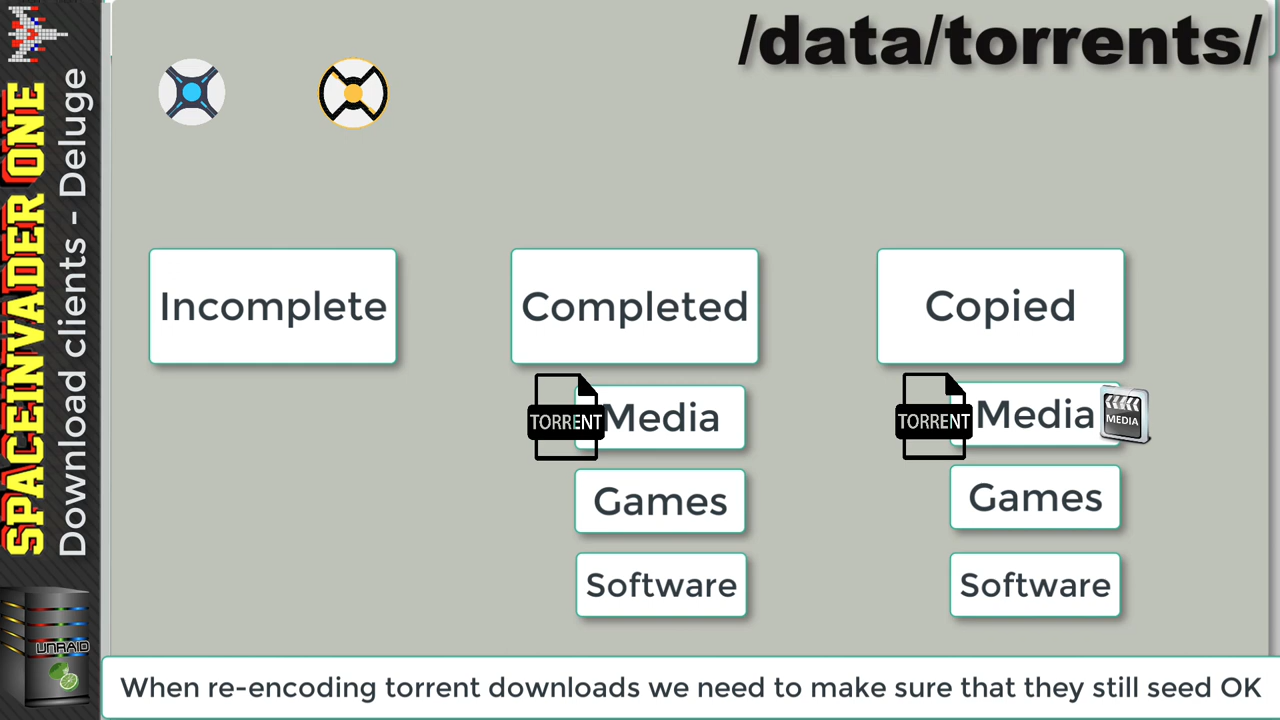 /data/torrents/
SPACEINVADER ONE
Download clients - Deluge
Incomplete
Completed
Copied
TORRENT
Media
TORRENT
Media
MEDIA
Games
Games
Software
Software
UNRAID
When re-encoding torrent downloads we need to make sure that they still seed OK